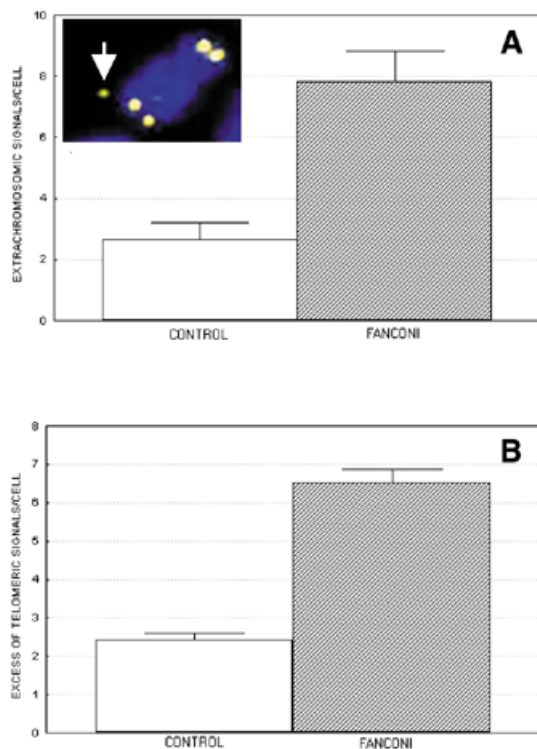 A
EXTRACHROMOSOMIC SIGNALS/CELL
10
8
6
4
2
0
CONTROL FANCONI
B
EXCESS OF TELOMERIC SIGNALS/CELL
8
7
6
5
4
3
2
1
0
CONTROL FANCONI